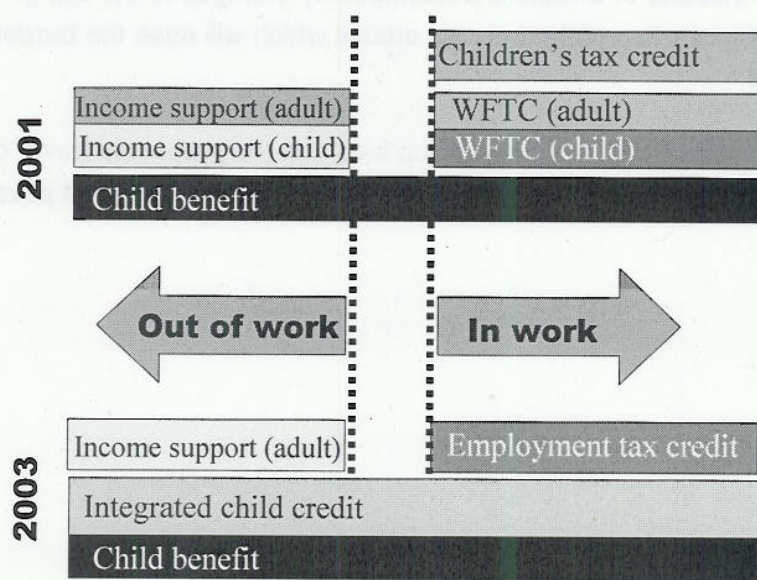 2001
Children's tax credit
Income support (adult)
WFTC (adult)
Income support (child)
WFTC (child)
Child benefit
Out of work
In work
2003
Income support (adult)
Employment tax credit
Integrated child credit
Child benefit